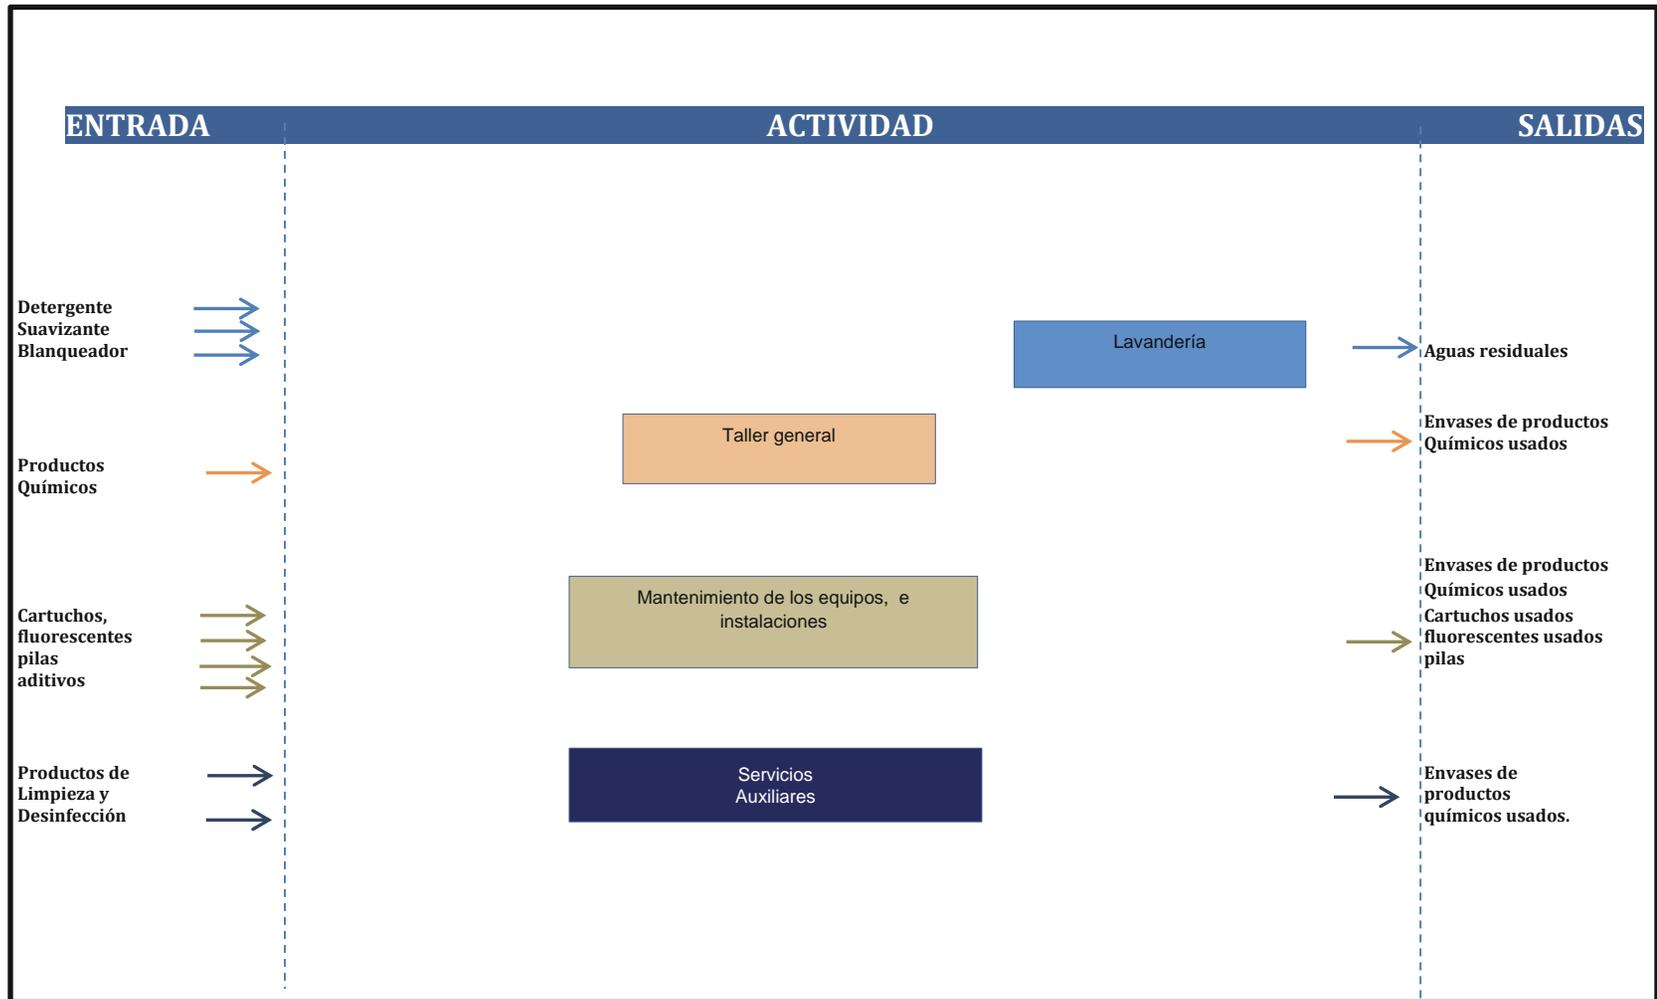 ENTRADA ACTIVIDAD SALIDAS
Detergente
Suavizante
Blanqueador
Lavandería
Aguas residuales
Productos
Químicos
Taller general
Envases de productos
Químicos usados
Cartuchos,
fluorescentes
pilas
aditivos
Mantenimiento de los equipos, e
instalaciones
Envases de productos
Químicos usados
Cartuchos usados
fluorescentes usados
pilas
Productos de
Limpieza y
Desinfección
Servicios
Auxiliares
Envases de
productos
químicos usados.